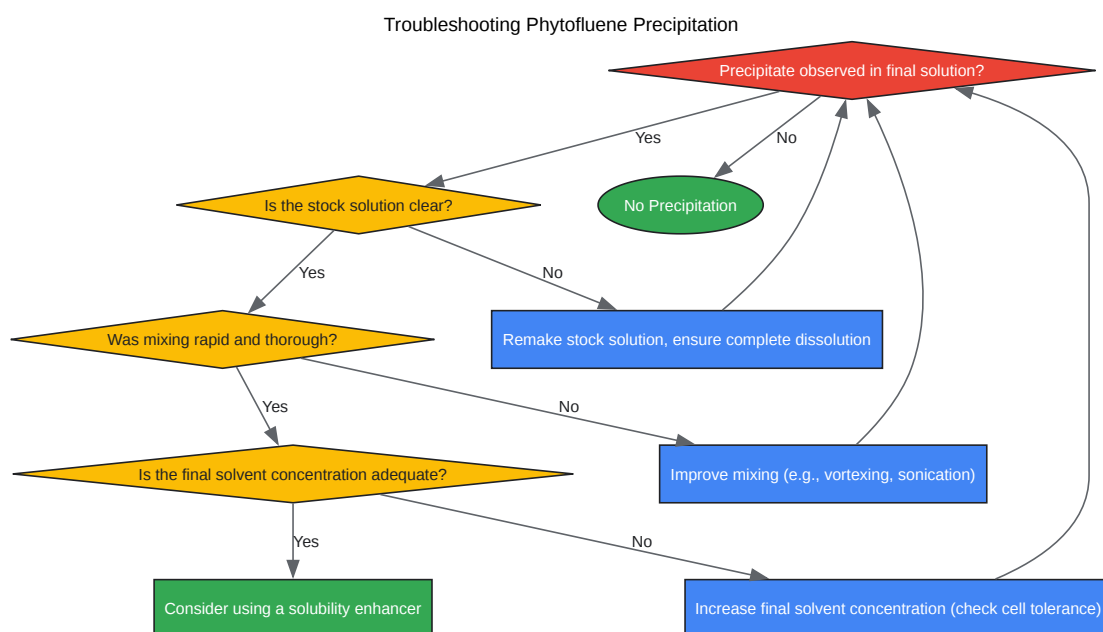 Troubleshooting Phytofluene Precipitation
Precipitate observed in final solution?
Yes
No
Is the stock solution clear?
No Precipitation
Yes
No
Was mixing rapid and thorough?
Remake stock solution, ensure complete dissolution
Yes
No
Is the final solvent concentration adequate?
Improve mixing (e.g., vortexing, sonication)
Yes
No
Consider using a solubility enhancer
Increase final solvent concentration (check cell tolerance)